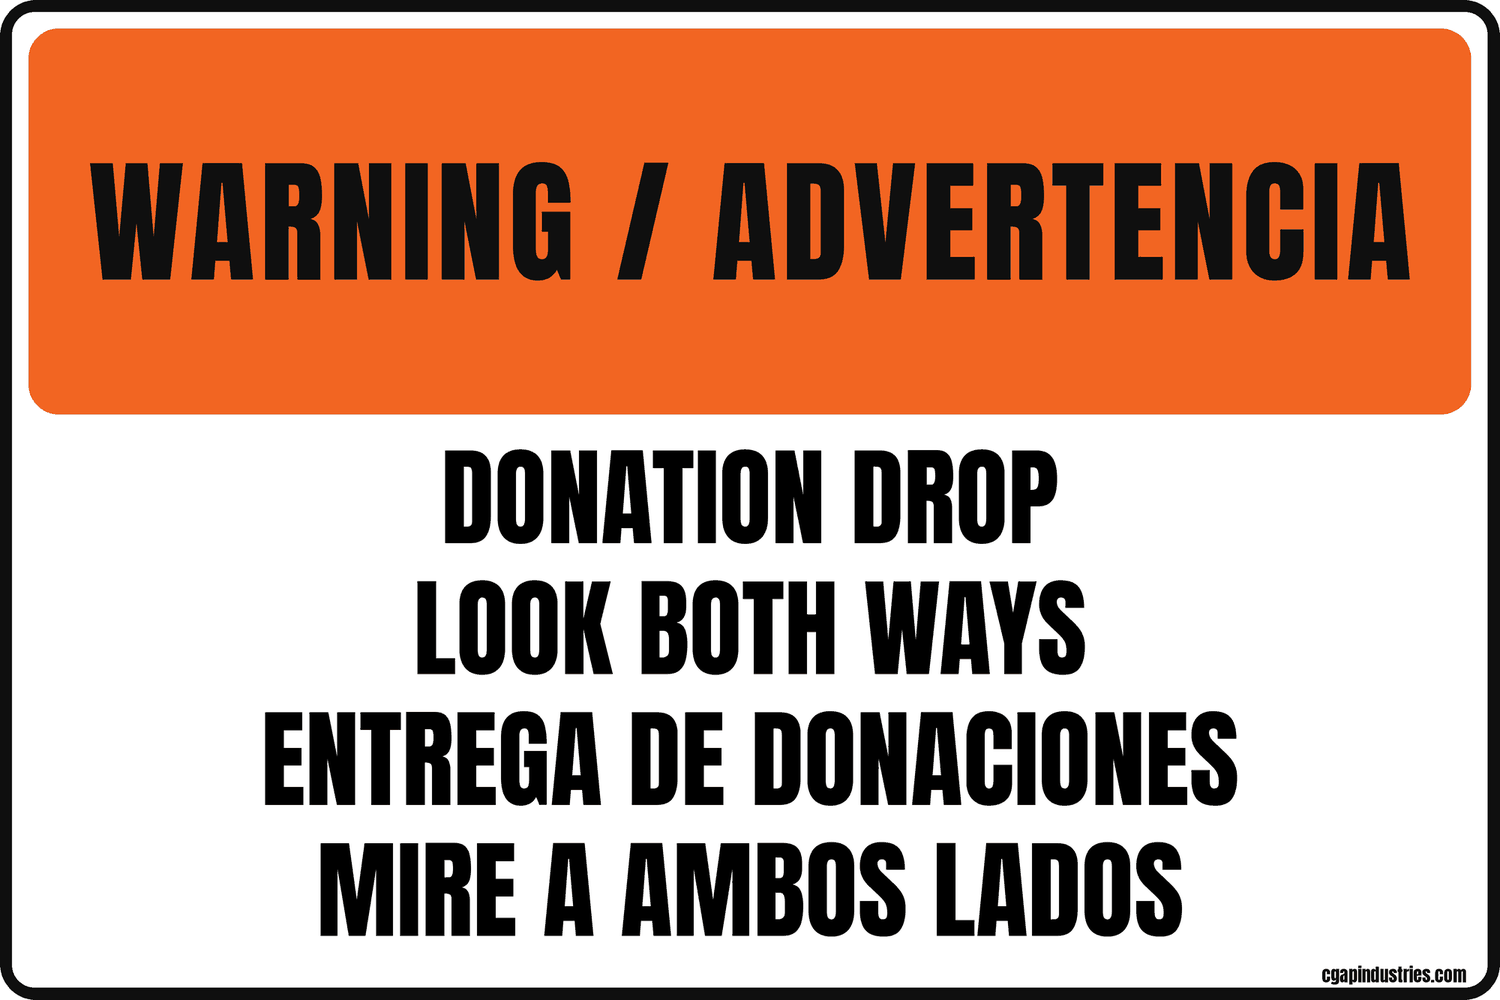 WARNING / ADVERTENCIA
DONATION DROP
LOOK BOTH WAYS
ENTREGA DE DONACIONES
MIRE A AMBOS LADOS
cgapindustries.com